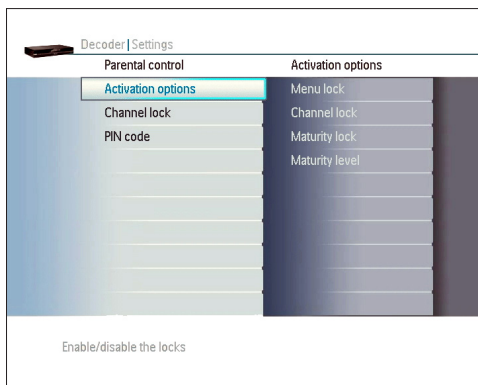 Decoder | Settings
Parental control
Activation options
Activation options
Menu lock
Channel lock
Channel lock
PIN code
Maturity lock
Maturity level
Enable/disable the locks